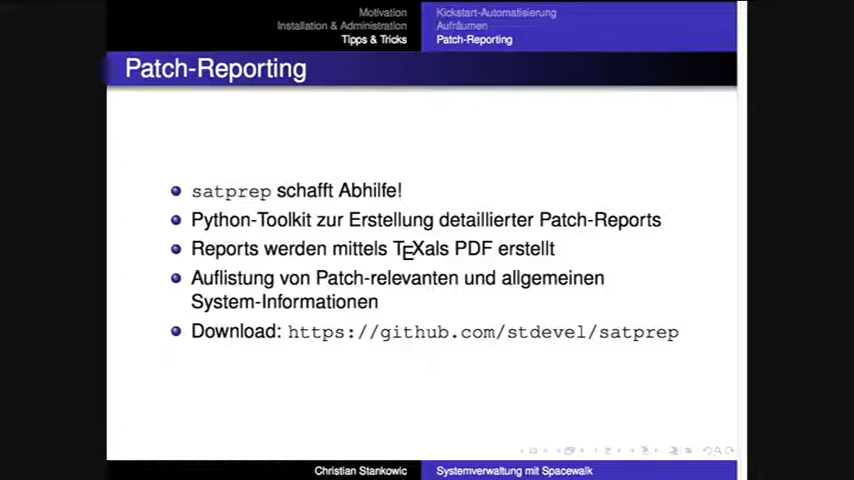 Motivation
Installation & Administration
Tipps & Tricks
Kickstart-Automatisierung
Aufräumen
Patch-Reporting
Patch-Reporting
satprep schafft Abhilfe!
Python-Toolkit zur Erstellung detaillierter Patch-Reports
Reports werden mittels TEXals PDF erstellt
Auflistung von Patch-relevanten und allgemeinen
System-Informationen
Download: https://github.com/stdevel/satprep
Christian Stankowic
Systemverwaltung mit Spacewalk